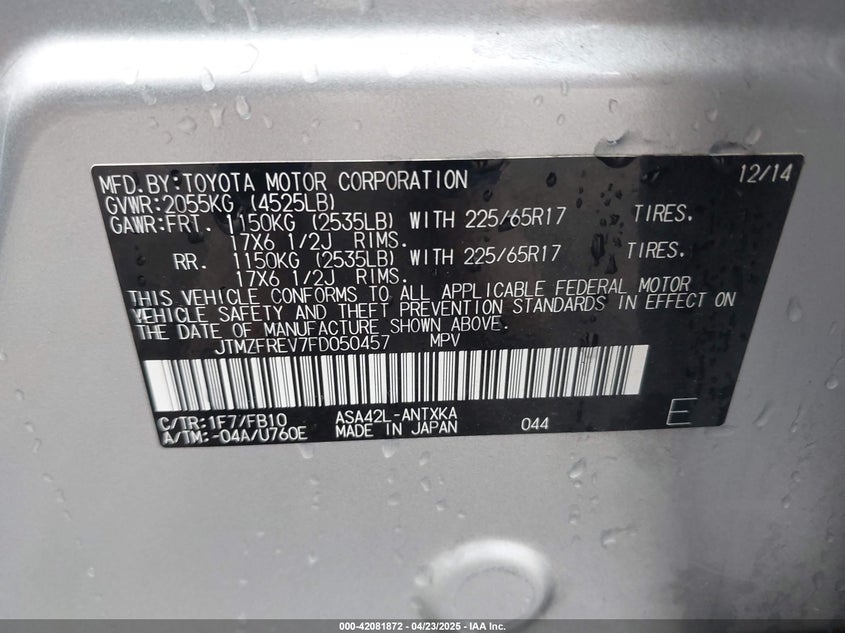 MFD.BY:TOYOTA MOTOR CORPORATION 12/14
GVWR:2055KG (4525LB)
GAWR:FRT. 1150KG (2535LB) WITH 225/65R17 TIRES.
17X6 1/2J RIMS.
RR. 1150KG (2535LB) WITH 225/65R17 TIRES.
17X6 1/2J RIMS.
THIS VEHICLE CONFORMS TO ALL APPLICABLE FEDERAL MOTOR
VEHICLE SAFETY AND THEFT PREVENTION STANDARDS IN EFFECT ON
THE DATE OF MANUFACTURE SHOWN ABOVE.
JTMZFREV7FD050457 MPV
C/TR:1F7/FB10 ASA42L-ANTXKA
A/TM:-04A/U760E MADE IN JAPAN 044 E
000-42081872 - 04/23/2025 - IAA Inc.